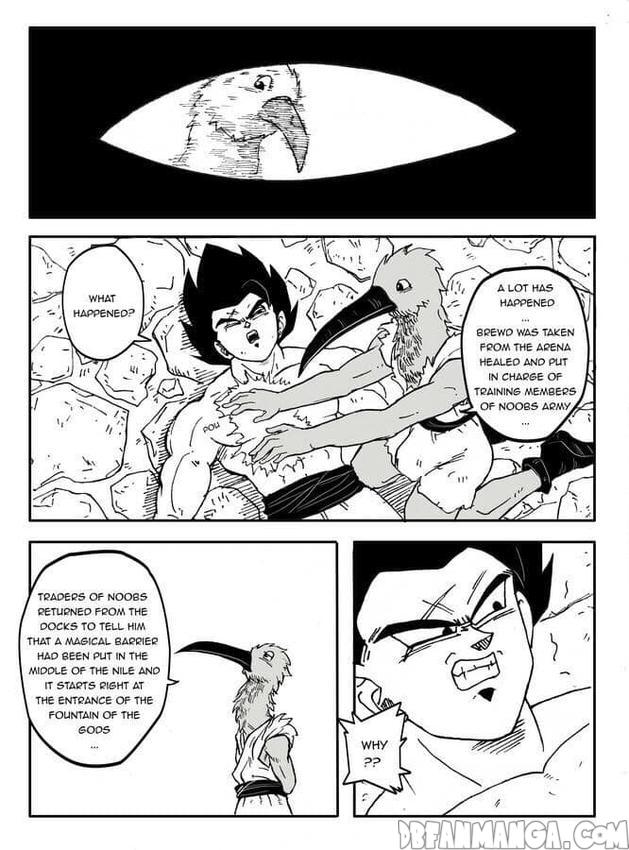 WHAT
HAPPENED?
A LOT HAS
HAPPENED
...
BREWD WAS TAKEN
FROM THE ARENA
HEALED AND PUT
IN CHARGE OF
TRAINING MEMBERS
OF NOOBS ARMY
...
POU
TRADERS OF NOOBS
RETURNED FROM THE
DOCKS TO TELL HIM
THAT A MAGICAL BARRIER
HAD BEEN PUT IN THE
MIDDLE OF THE NILE AND
IT STARTS RIGHT AT
THE ENTRANCE OF THE
FOUNTAIN OF THE
GODS
...
WHY
??
DBFANMANGA.COM